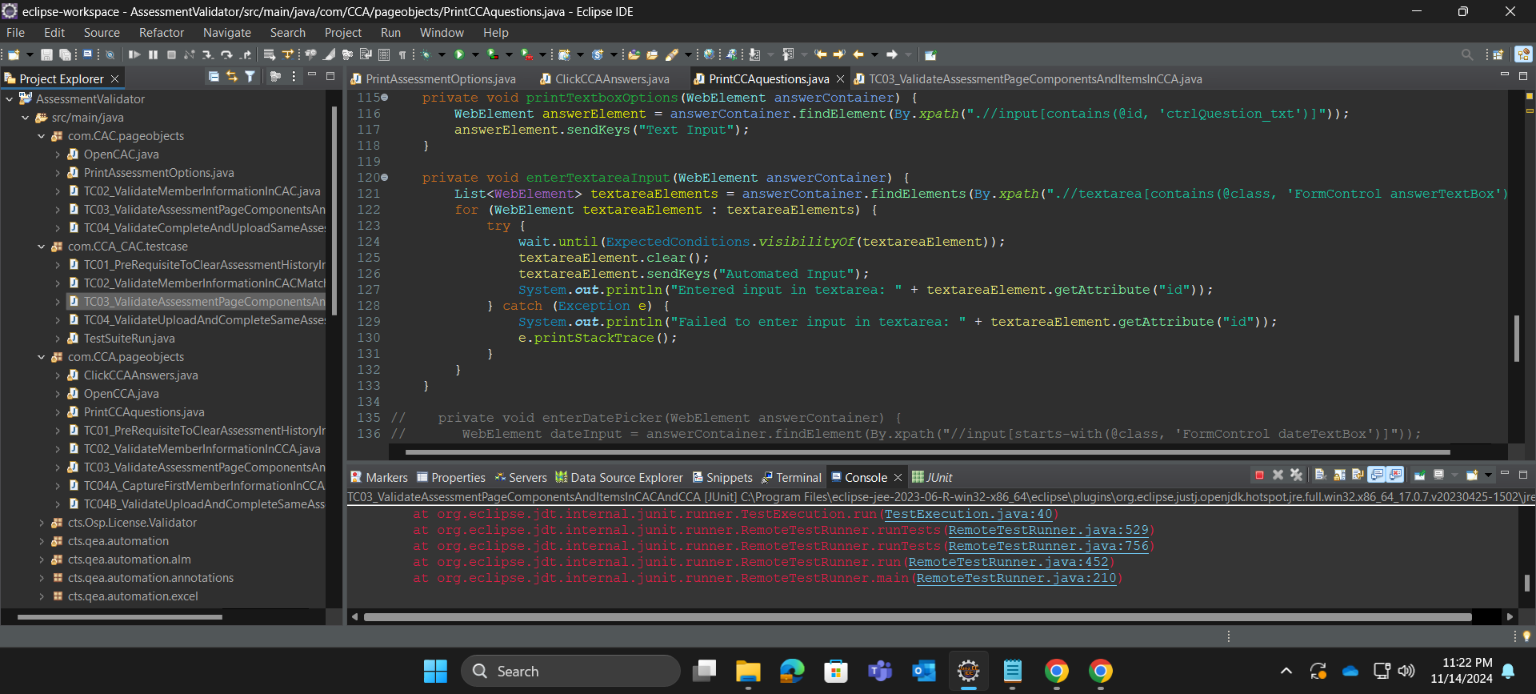 eclipse-workspace - AssessmentValidator/src/main/java/com/CCA/pageobjects/PrintCCAquestions.java - Eclipse IDE
File Edit Source Refactor Navigate Search Project Run Window Help
Project Explorer
PrintAssessmentOptions.java ClickCCAAnswers.java PrintCCAquestions.java TC03_ValidateAssessmentPageComponentsAndItemsInCCA.java
AssessmentValidator
src/main/java
com.CAC.pageobjects
OpenCAC.java
PrintAssessmentOptions.java
TC02_ValidateMemberInformationInCAC.java
TC03_ValidateAssessmentPageComponentsAn
TC04_ValidateCompleteAndUploadSameAsse
com.CCA_CAC.testcase
TC01_PreRequisiteToClearAssessmentHistoryIr
TC02_ValidateMemberInformationInCACMatch
TC03_ValidateAssessmentPageComponentsAn
TC04_ValidateUploadAndCompleteSameAsse
TestSuiteRun.java
com.CCA.pageobjects
ClickCCAAnswers.java
OpenCCA.java
PrintCCAquestions.java
TC01_PreRequisiteToClearAssessmentHistoryIr
TC02_ValidateMemberInformationInCCA.java
TC03_ValidateAssessmentPageComponentsAn
TC04A_CaptureFirstMemberInformationInCCA
TC04B_ValidateUploadAndCompleteSameAss
cts.Osp.License.Validator
cts.qea.automation
cts.qea.automation.alm
cts.qea.automation.annotations
cts.qea.automation.excel
115 private void printTextboxOptions(WebElement answerContainer) {
116 WebElement answerElement = answerContainer.findElement(By.xpath(".//input[contains(@id, 'ctrlQuestion_txt')]"));
117 answerElement.sendKeys("Text Input");
118 }
119
120 private void enterTextareaInput(WebElement answerContainer) {
121 List<WebElement> textareaElements = answerContainer.findElements(By.xpath(".//textarea[contains(@class, 'FormControl answerTextBox')
122 for (WebElement textareaElement : textareaElements) {
123 try {
124 wait.until(ExpectedConditions.visibilityOf(textareaElement));
125 textareaElement.clear();
126 textareaElement.sendKeys("Automated Input");
127 System.out.println("Entered input in textarea: " + textareaElement.getAttribute("id"));
128 } catch (Exception e) {
129 System.out.println("Failed to enter input in textarea: " + textareaElement.getAttribute("id"));
130 e.printStackTrace();
131 }
132 }
133 }
134
135 // private void enterDatePicker(WebElement answerContainer) {
136 // WebElement dateInput = answerContainer.findElement(By.xpath("//input[starts-with(@class, 'FormControl dateTextBox')]"));
Markers Properties Servers Data Source Explorer Snippets Terminal Console JUnit
TC03_ValidateAssessmentPageComponentsAndItemsInCACAndCCA [JUnit] C:\Program Files\eclipse-jee-2023-06-R-win32-x86_64\eclipse\plugins\org.eclipse.justj.openjdk.hotspot.jre.full.win32.x86_64_17.0.7.v20230425-1502\jre
at org.eclipse.jdt.internal.junit.runner.TestExecution.run(TestExecution.java:40)
at org.eclipse.jdt.internal.junit.runner.RemoteTestRunner.runTests(RemoteTestRunner.java:529)
at org.eclipse.jdt.internal.junit.runner.RemoteTestRunner.runTests(RemoteTestRunner.java:756)
at org.eclipse.jdt.internal.junit.runner.RemoteTestRunner.run(RemoteTestRunner.java:452)
at org.eclipse.jdt.internal.junit.runner.RemoteTestRunner.main(RemoteTestRunner.java:210)
Search
11:22 PM
11/14/2024